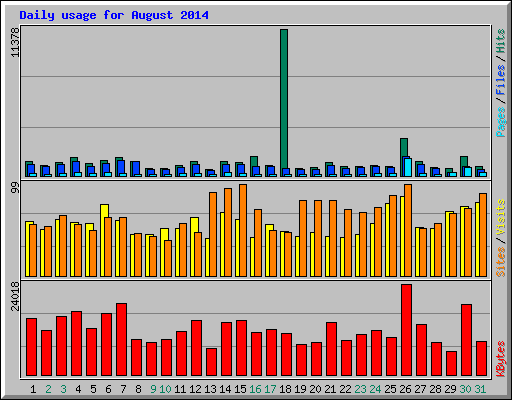 Daily usage for August 2014
11378
Pages / Files / Hits
99
Sites / Visits
24018
KBytes
1 2 3 4 5 6 7 8 9 10 11 12 13 14 15 16 17 18 19 20 21 22 23 24 25 26 27 28 29 30 31